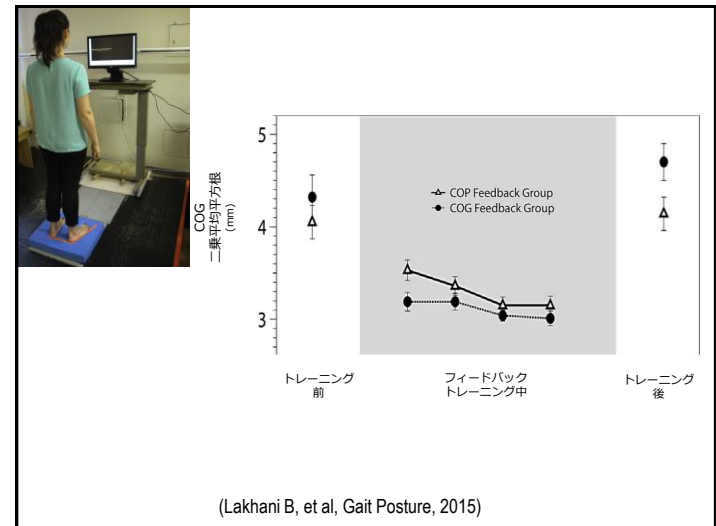 COG
二乗平均平方根
(mm)
5
4
3
COP Feedback Group
COG Feedback Group
トレーニング
前
フィードバック
トレーニング中
トレーニング
後
(Lakhani B, et al, Gait Posture, 2015)